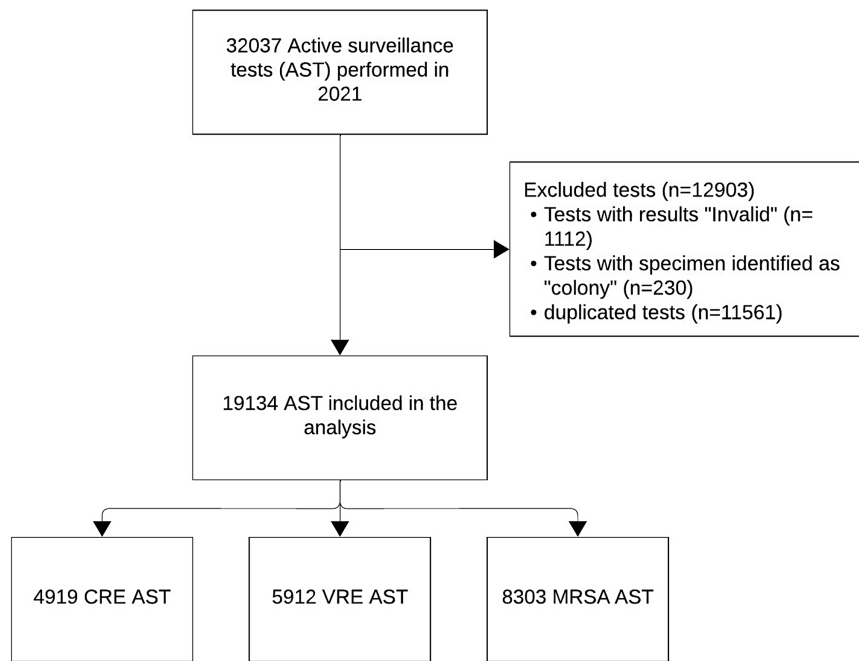 32037 Active surveillance
tests (AST) performed in
2021
Excluded tests (n=12903)
• Tests with results "Invalid" (n=
1112)
• Tests with specimen identified as
"colony" (n=230)
• duplicated tests (n=11561)
19134 AST included in the
analysis
4919 CRE AST
5912 VRE AST
8303 MRSA AST